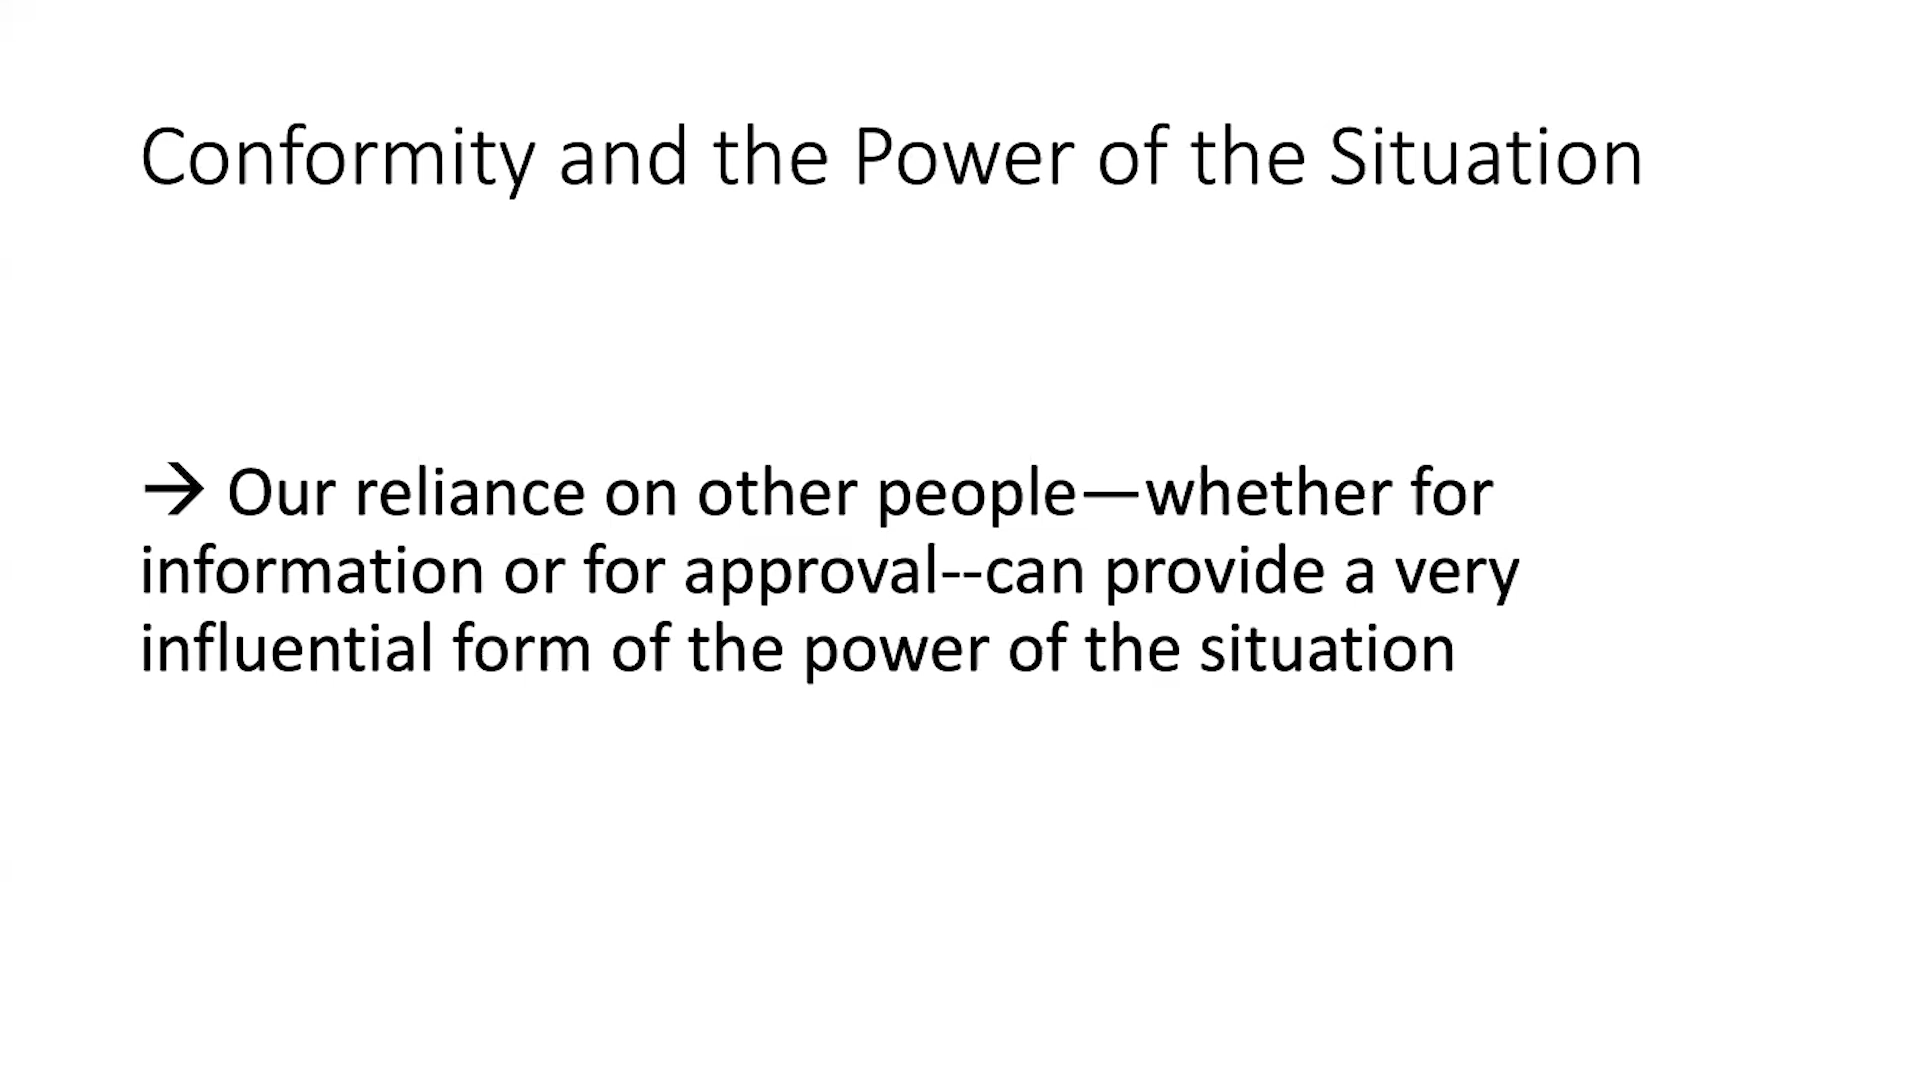 Conformity and the Power of the Situation
→ Our reliance on other people—whether for
information or for approval--can provide a very
influential form of the power of the situation